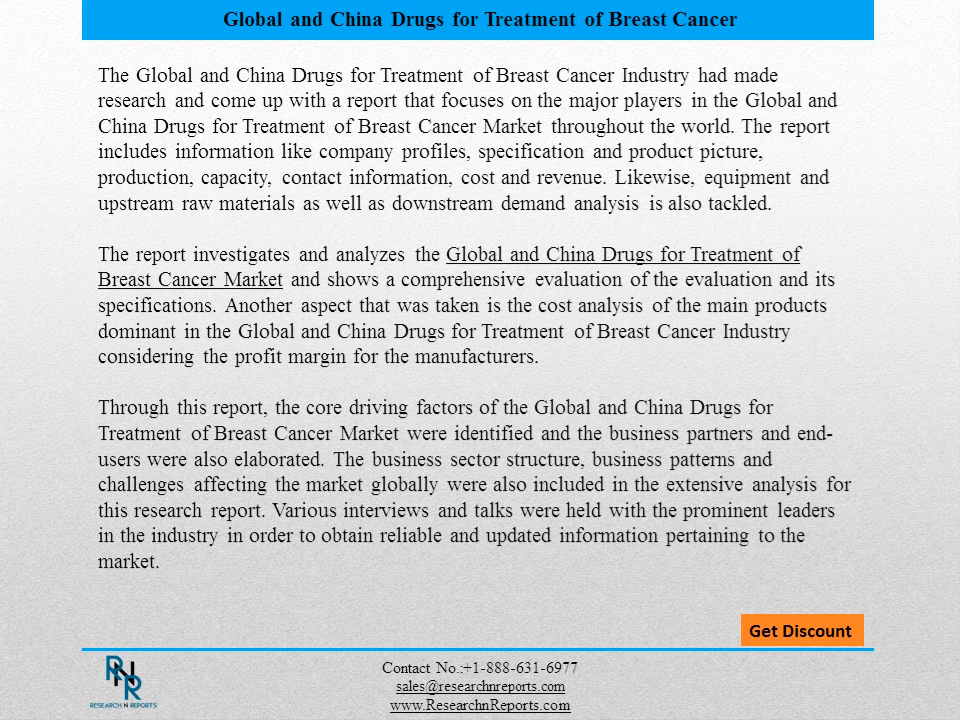 Global and China Drugs for Treatment of Breast Cancer
The Global and China Drugs for Treatment of Breast Cancer Industry had made
research and come up with a report that focuses on the major players in the Global and
China Drugs for Treatment of Breast Cancer Market throughout the world. The report
includes information like company profiles, specification and product picture,
production, capacity, contact information, cost and revenue. Likewise, equipment and
upstream raw materials as well as downstream demand analysis is also tackled.
The report investigates and analyzes the Global and China Drugs for Treatment of
Breast Cancer Market and shows a comprehensive evaluation of the evaluation and its
specifications. Another aspect that was taken is the cost analysis of the main products
dominant in the Global and China Drugs for Treatment of Breast Cancer Industry
considering the profit margin for the manufacturers.
Through this report, the core driving factors of the Global and China Drugs for
Treatment of Breast Cancer Market were identified and the business partners and end-
users were also elaborated. The business sector structure, business patterns and
challenges affecting the market globally were also included in the extensive analysis for
this research report. Various interviews and talks were held with the prominent leaders
in the industry in order to obtain reliable and updated information pertaining to the
market.
Get Discount
RNR
RESEARCH N REPORTS
Contact No.:+1-888-631-6977
sales@researchnreports.com
www.ResearchnReports.com